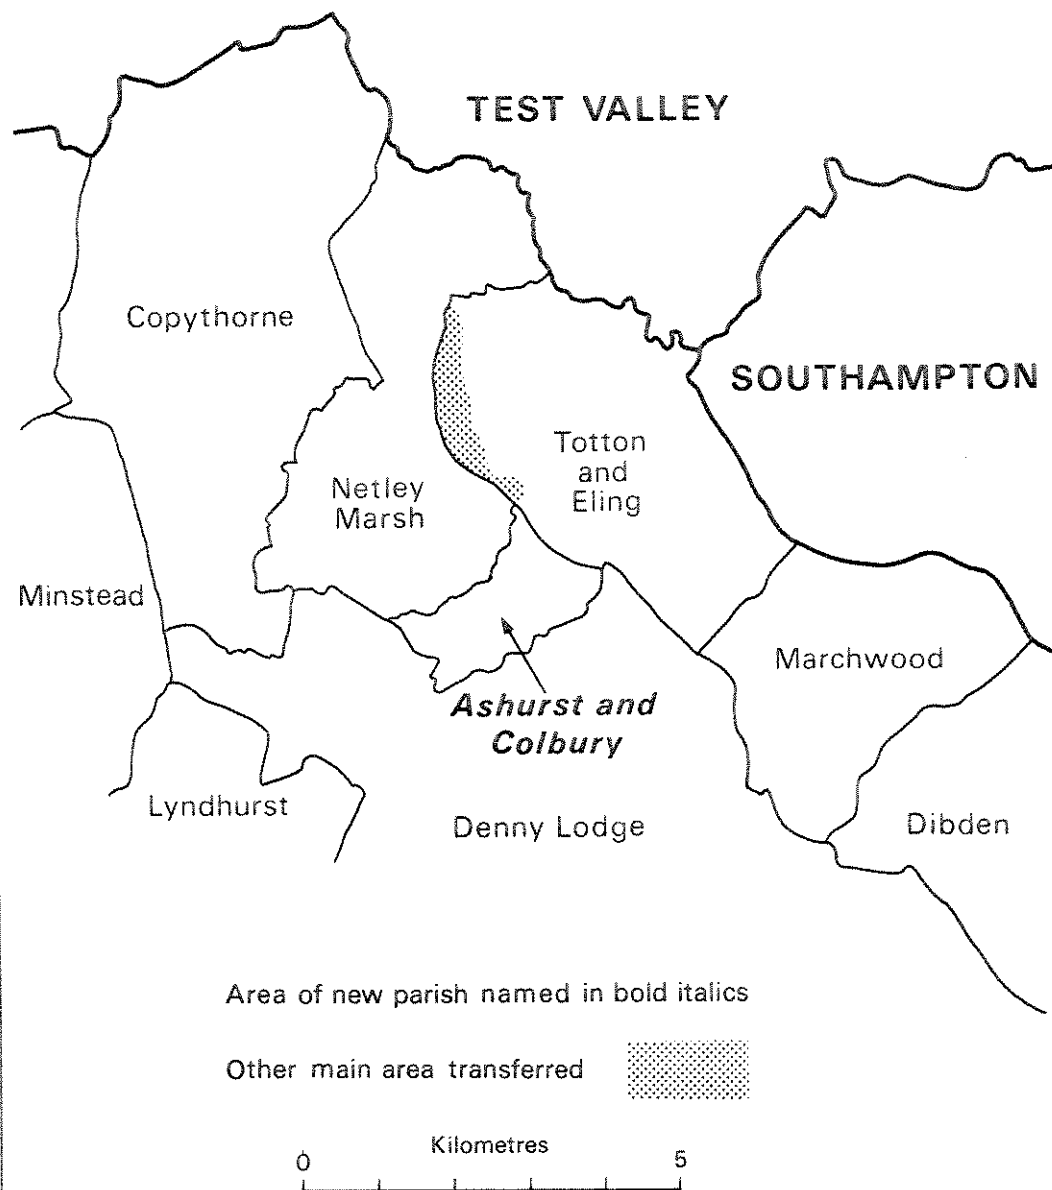 TEST VALLEY
Copythorne
SOUTHAMPTON
Totton
and
Eling
Netley
Marsh
Minstead
Marchwood
Ashurst and
Colbury
Lyndhurst
Denny Lodge
Dibden
Area of new parish named in bold italics
Other main area transferred
Kilometres
0
5